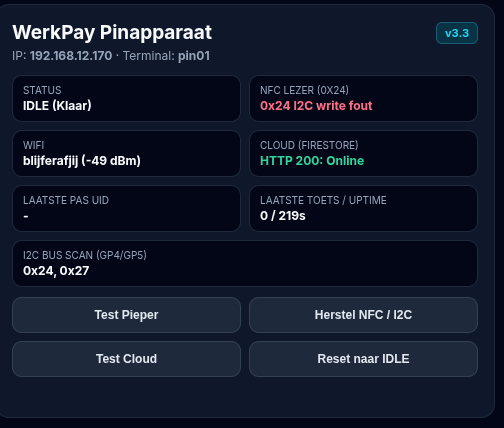 WerkPay Pinapparaat
v3.3
IP: 192.168.12.170 · Terminal: pin01
STATUS
IDLE (Klaar)
NFC LEZER (0X24)
0x24 I2C write fout
WIFI
blijferafjij (-49 dBm)
CLOUD (FIRESTORE)
HTTP 200: Online
LAATSTE PAS UID
-
LAATSTE TOETS / UPTIME
0 / 219s
I2C BUS SCAN (GP4/GP5)
0x24, 0x27
Test Pieper
Herstel NFC / I2C
Test Cloud
Reset naar IDLE